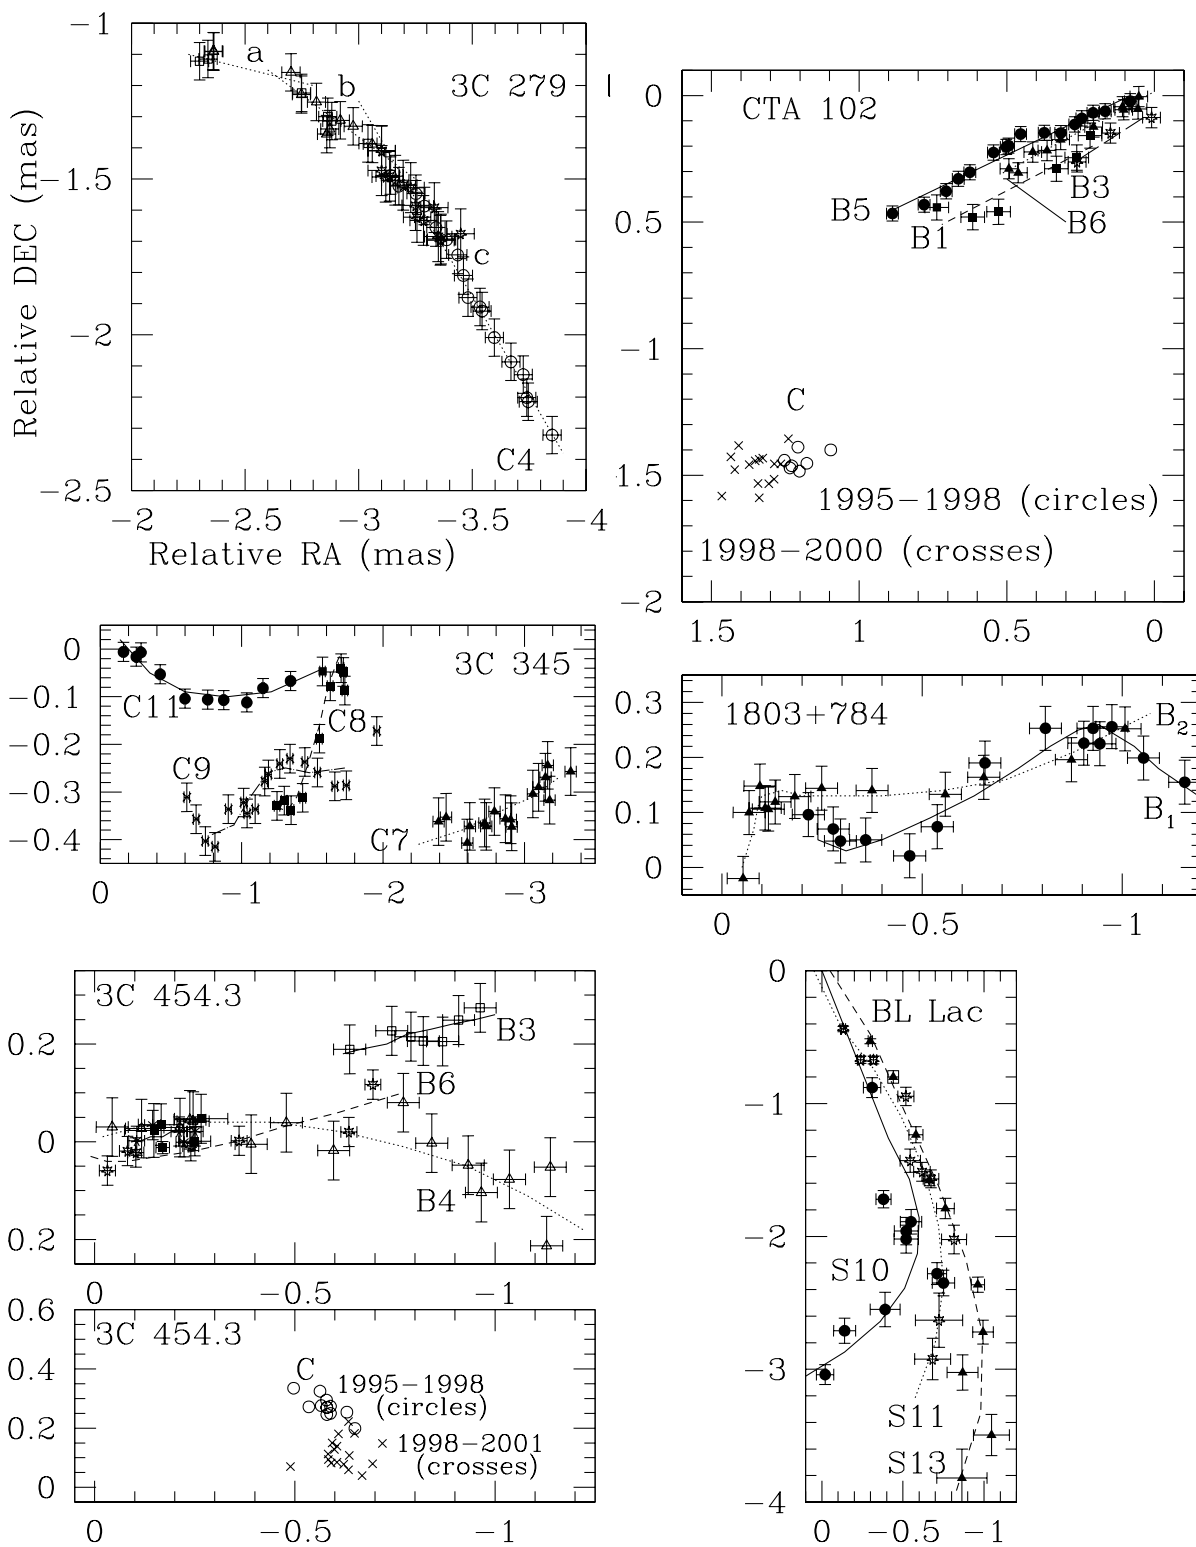 −1
−1.5
−2
−2.5
−2
−2.5
−3
−3.5
−4
Relative DEC (mas)
Relative RA (mas)
3C 279
a
b
c
C4
0
0.5
−1
1.5
−2
1.5
1
0.5
0
CTA 102
B5
B1
B3
B6
C
1995−1998 (circles)
1998−2000 (crosses)
0
−0.1
−0.2
−0.3
−0.4
0
−1
−2
−3
3C 345
C11
C8
C9
C7
0.3
0.2
0.1
0
0
−0.5
−1
1803+784
B2
B1
0.2
0
0.2
0
−0.5
−1
3C 454.3
B3
B6
B4
0.6
0.4
0.2
0
0
−0.5
−1
3C 454.3
C
1995−1998
(circles)
1998−2001
(crosses)
0
−1
−2
−3
−4
0
−0.5
−1
BL Lac
S10
S11
S13